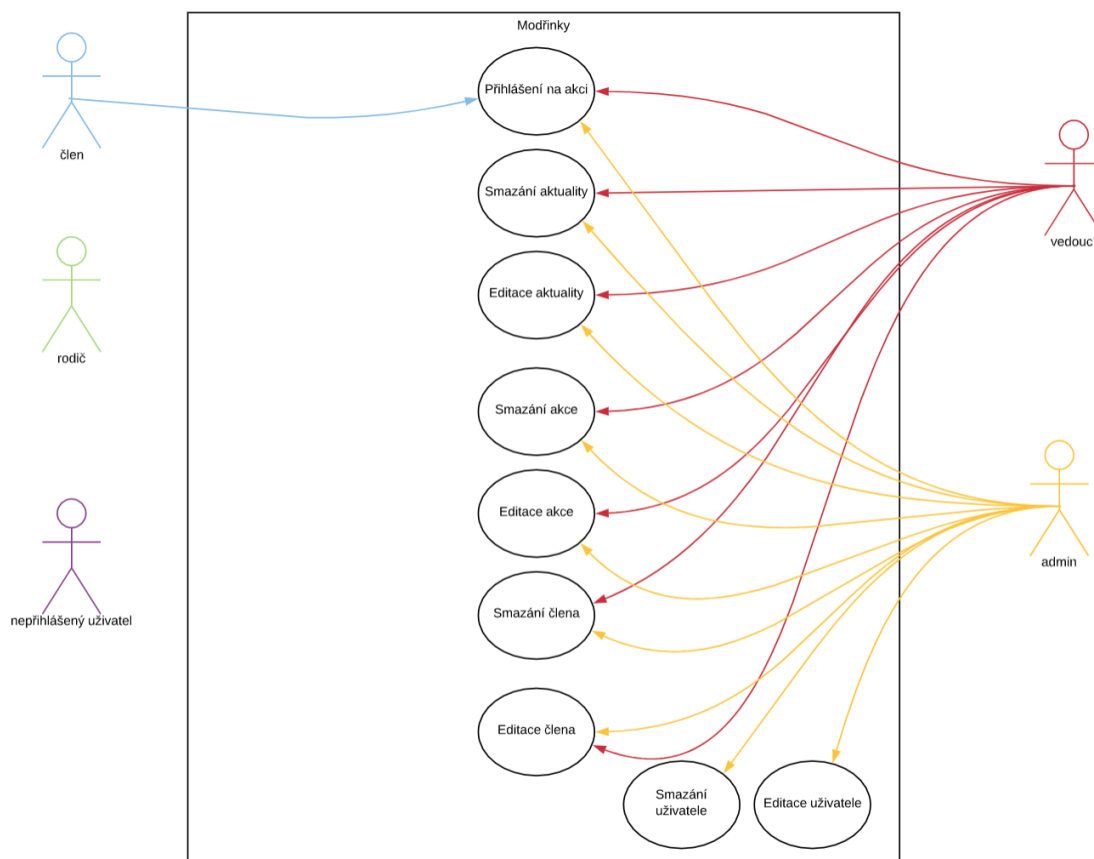 Modřinky
Přihlášení na akci
člen
Smazání aktuality
vedoucí
Editace aktuality
rodič
Smazání akce
Editace akce
admin
Smazání člena
nepřihlášený uživatel
Editace člena
Smazání
uživatele
Editace uživatele